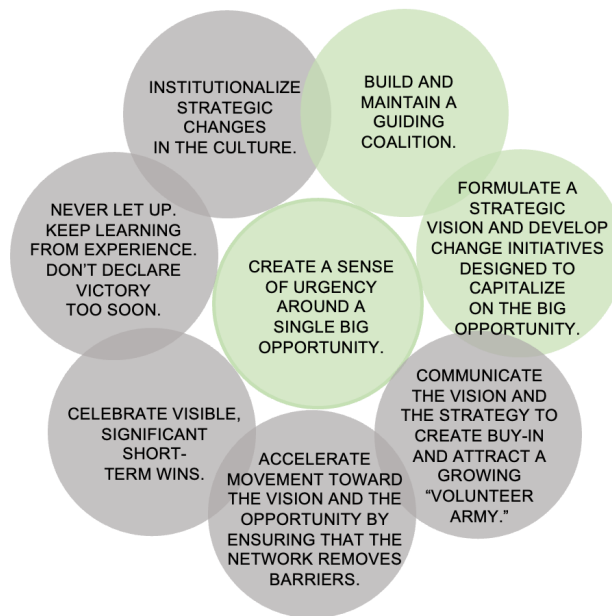 INSTITUTIONALIZE
STRATEGIC
CHANGES
IN THE CULTURE.
BUILD AND
MAINTAIN A
GUIDING
COALITION.
FORMULATE A
STRATEGIC
VISION AND DEVELOP
CHANGE INITIATIVES
DESIGNED TO
CAPITALIZE
ON THE BIG
OPPORTUNITY.
NEVER LET UP.
KEEP LEARNING
FROM EXPERIENCE.
DON'T DECLARE
VICTORY
TOO SOON.
CREATE A SENSE
OF URGENCY
AROUND A
SINGLE BIG
OPPORTUNITY.
COMMUNICATE
THE VISION AND
THE STRATEGY TO
CREATE BUY-IN
AND ATTRACT A
GROWING
“VOLUNTEER
ARMY.”
CELEBRATE VISIBLE,
SIGNIFICANT
SHORT-
TERM WINS.
ACCELERATE
MOVEMENT TOWARD
THE VISION AND THE
OPPORTUNITY BY
ENSURING THAT THE
NETWORK REMOVES
BARRIERS.